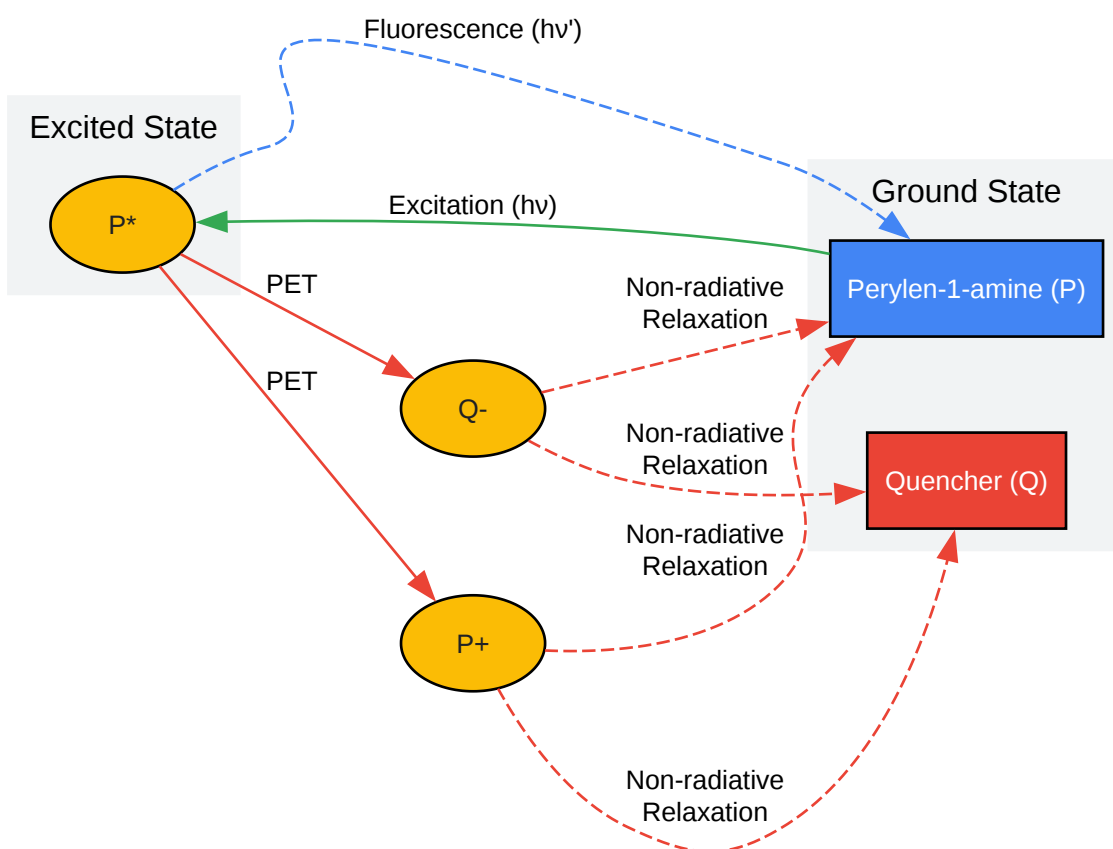 Fluorescence (hν')
Excited State
P*
Excitation (hν)
Ground State
Perylen-1-amine (P)
PET
Non-radiative
Relaxation
PET
Q-
Non-radiative
Relaxation
Quencher (Q)
Non-radiative
Relaxation
P+
Non-radiative
Relaxation